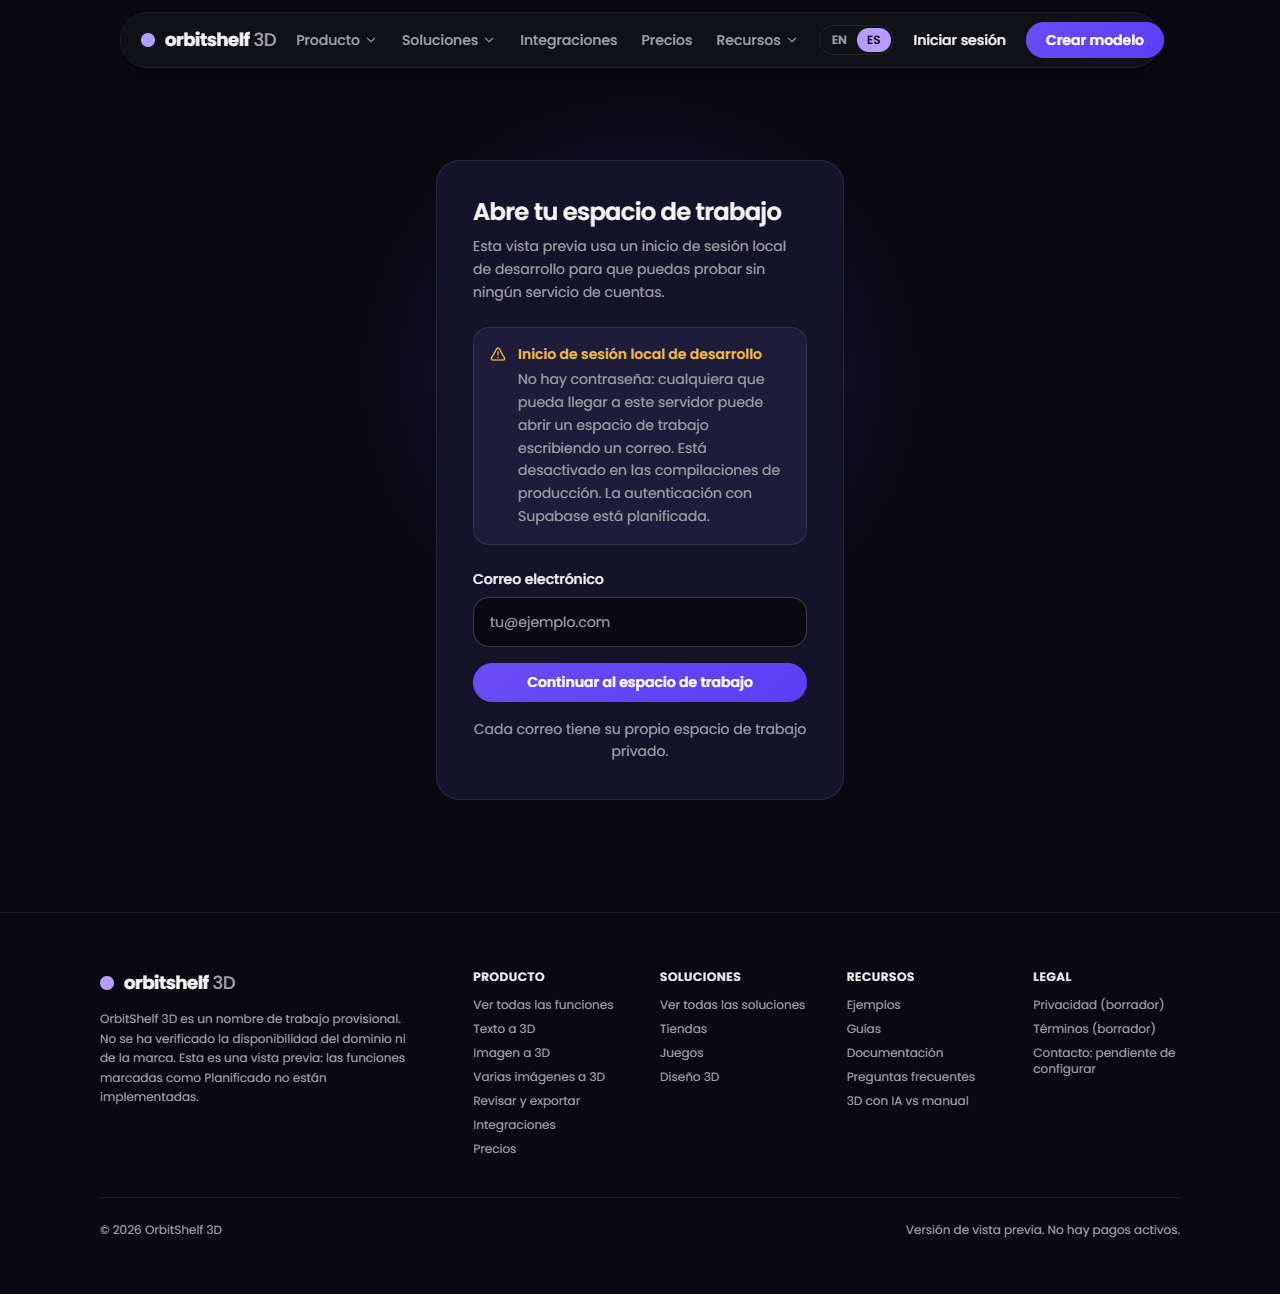 orbitshelf 3D Producto Soluciones Integraciones Precios Recursos EN ES Iniciar sesión Crear modelo
Abre tu espacio de trabajo
Esta vista previa usa un inicio de sesión local
de desarrollo para que puedas probar sin
ningún servicio de cuentas.
Inicio de sesión local de desarrollo
No hay contraseña: cualquiera que
pueda llegar a este servidor puede
abrir un espacio de trabajo
escribiendo un correo. Está
desactivado en las compilaciones de
producción. La autenticación con
Supabase está planificada.
Correo electrónico
tu@ejemplo.com
Continuar al espacio de trabajo
Cada correo tiene su propio espacio de trabajo
privado.
orbitshelf 3D
OrbitShelf 3D es un nombre de trabajo provisional.
No se ha verificado la disponibilidad del dominio ni
de la marca. Esta es una vista previa: las funciones
marcadas como Planificado no están
implementadas.
PRODUCTO
Ver todas las funciones
Texto a 3D
Imagen a 3D
Varias imágenes a 3D
Revisar y exportar
Integraciones
Precios
SOLUCIONES
Ver todas las soluciones
Tiendas
Juegos
Diseño 3D
RECURSOS
Ejemplos
Guías
Documentación
Preguntas frecuentes
3D con IA vs manual
LEGAL
Privacidad (borrador)
Términos (borrador)
Contacto: pendiente de
configurar
© 2026 OrbitShelf 3D
Versión de vista previa. No hay pagos activos.